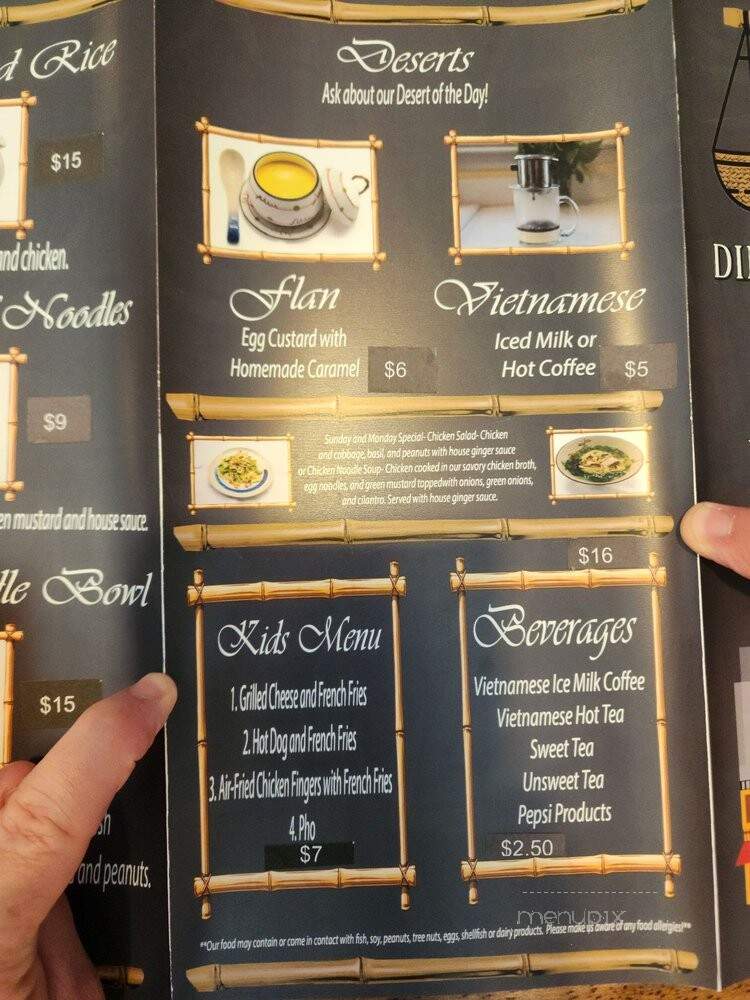 d Rice
$15
and chicken.
Noodles
$9
en mustard and house sauce.
le Bowl
$15
sh
and peanuts.
Deserts
Ask about our Desert of the Day!
Flan
Egg Custard with
Homemade Caramel
$6
Vietnamese
Iced Milk or
Hot Coffee
$5
Sunday and Monday Special- Chicken Salad- Chicken
and cabbage, basil, and peanuts with house ginger sauce
or Chicken Noodle Soup- Chicken cooked in our savory chicken broth,
egg noodles, and green mustard toppedwith onions, green onions,
and cilantro. Served with house ginger sauce.
$16
Kids Menu
1. Grilled Cheese and French Fries
2. Hot Dog and French Fries
3. Air-Fried Chicken Fingers with French Fries
4. Pho
$7
Beverages
Vietnamese Ice Milk Coffee
Vietnamese Hot Tea
Sweet Tea
Unsweet Tea
Pepsi Products
$2.50
menupix
**Our food may contain or come in contact with fish, soy, peanuts, tree nuts, eggs, shellfish or dairy products. Please make us aware of any food allergies!**
DI